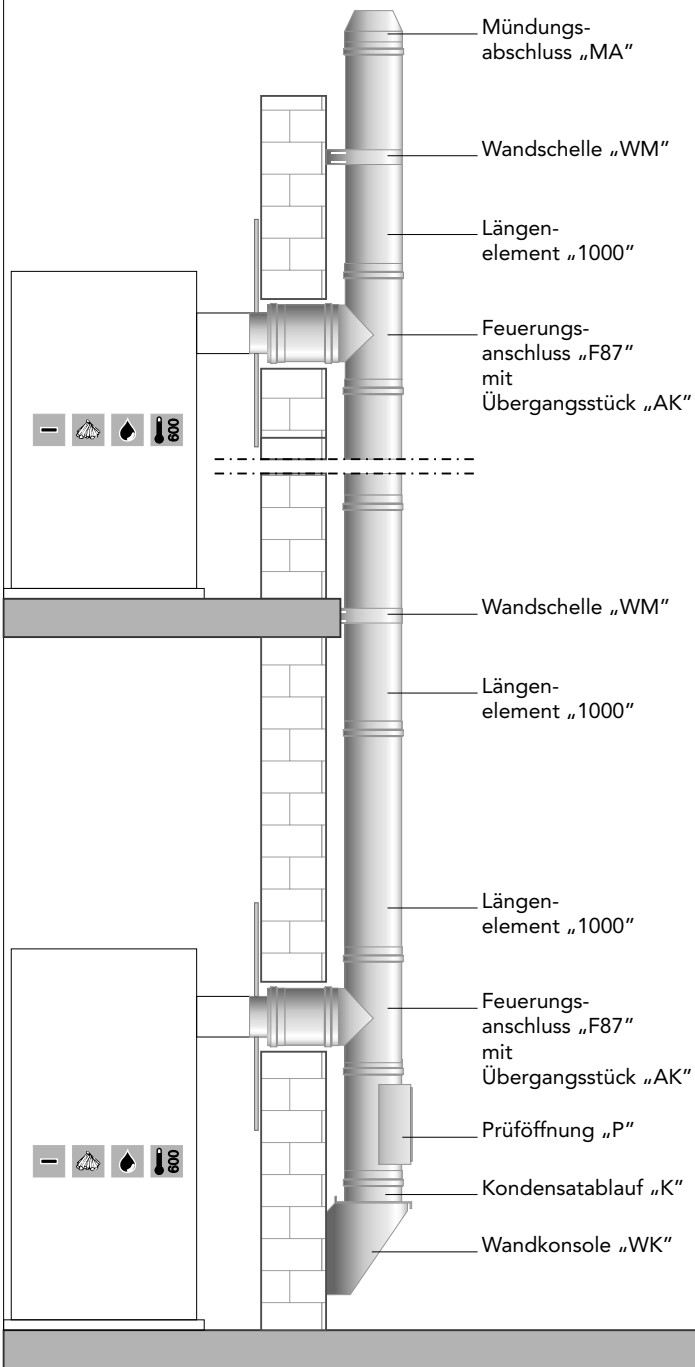 Mündungs-
abschluss „MA”
Wandschelle „WM”
Längen-
element „1000”
Feuerungs-
anschluss „F87”
mit
Übergangsstück „AK”
600
Wandschelle „WM”
Längen-
element „1000”
Längen-
element „1000”
Feuerungs-
anschluss „F87”
mit
Übergangsstück „AK”
Prüföffnung „P”
600
Kondensatablauf „K”
Wandkonsole „WK”